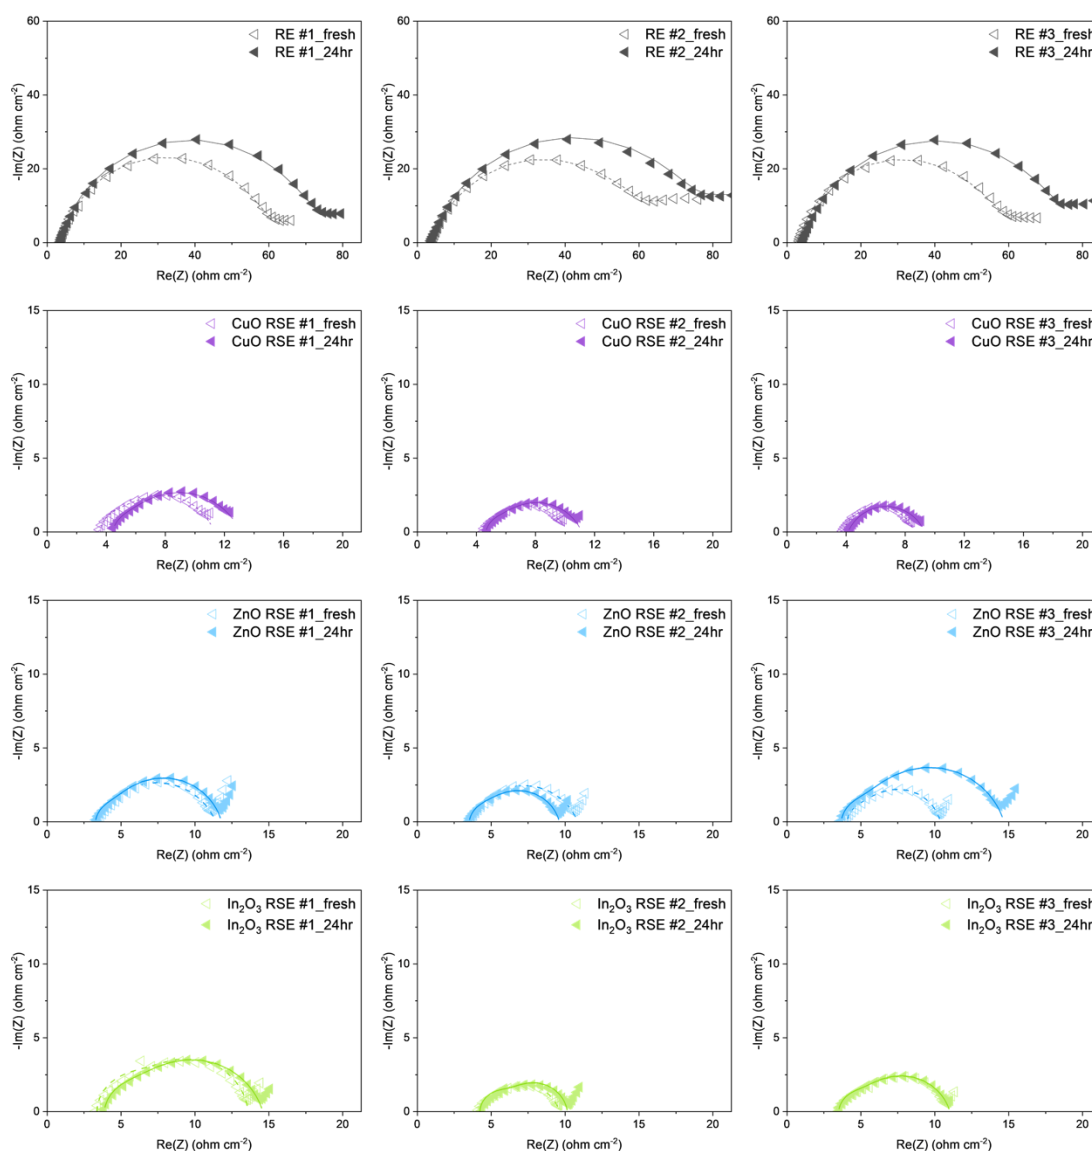 RE #1_fresh
RE #1_24hr
-Im(Z) (ohm cm-2)
60
40
20
0
0 20 40 60 80
Re(Z) (ohm cm-2)
RE #2_fresh
RE #2_24hr
-Im(Z) (ohm cm-2)
60
40
20
0
0 20 40 60 80
Re(Z) (ohm cm-2)
RE #3_fresh
RE #3_24hr
-Im(Z) (ohm cm-2)
60
40
20
0
0 20 40 60 80
Re(Z) (ohm cm-2)
CuO RSE #1_fresh
CuO RSE #1_24hr
-Im(Z) (ohm cm-2)
15
10
5
0
0 4 8 12 16 20
Re(Z) (ohm cm-2)
CuO RSE #2_fresh
CuO RSE #2_24hr
-Im(Z) (ohm cm-2)
15
10
5
0
0 4 8 12 16 20
Re(Z) (ohm cm-2)
CuO RSE #3_fresh
CuO RSE #3_24hr
-Im(Z) (ohm cm-2)
15
10
5
0
0 4 8 12 16 20
Re(Z) (ohm cm-2)
ZnO RSE #1_fresh
ZnO RSE #1_24hr
-Im(Z) (ohm cm-2)
15
10
5
0
0 5 10 15 20
Re(Z) (ohm cm-2)
ZnO RSE #2_fresh
ZnO RSE #2_24hr
-Im(Z) (ohm cm-2)
15
10
5
0
0 5 10 15 20
Re(Z) (ohm cm-2)
ZnO RSE #3_fresh
ZnO RSE #3_24hr
-Im(Z) (ohm cm-2)
15
10
5
0
0 5 10 15 20
Re(Z) (ohm cm-2)
In2O3 RSE #1_fresh
In2O3 RSE #1_24hr
-Im(Z) (ohm cm-2)
15
10
5
0
0 5 10 15 20
Re(Z) (ohm cm-2)
In2O3 RSE #2_fresh
In2O3 RSE #2_24hr
-Im(Z) (ohm cm-2)
15
10
5
0
0 5 10 15 20
Re(Z) (ohm cm-2)
In2O3 RSE #3_fresh
In2O3 RSE #3_24hr
-Im(Z) (ohm cm-2)
15
10
5
0
0 5 10 15 20
Re(Z) (ohm cm-2)